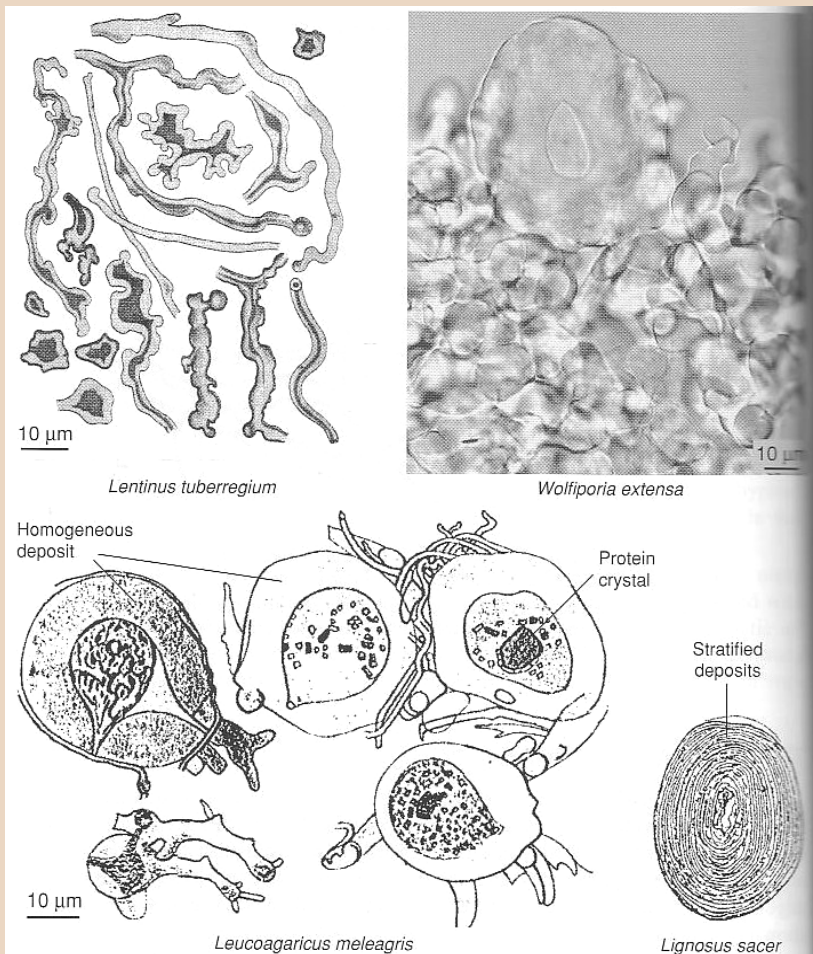 10 µm
Lentinus tuberregium
10 µm
Wolfiporia extensa
Homogeneous
deposit
Protein
crystal
Stratified
deposits
10 µm
Leucoagaricus meleagris
Lignosus sacer